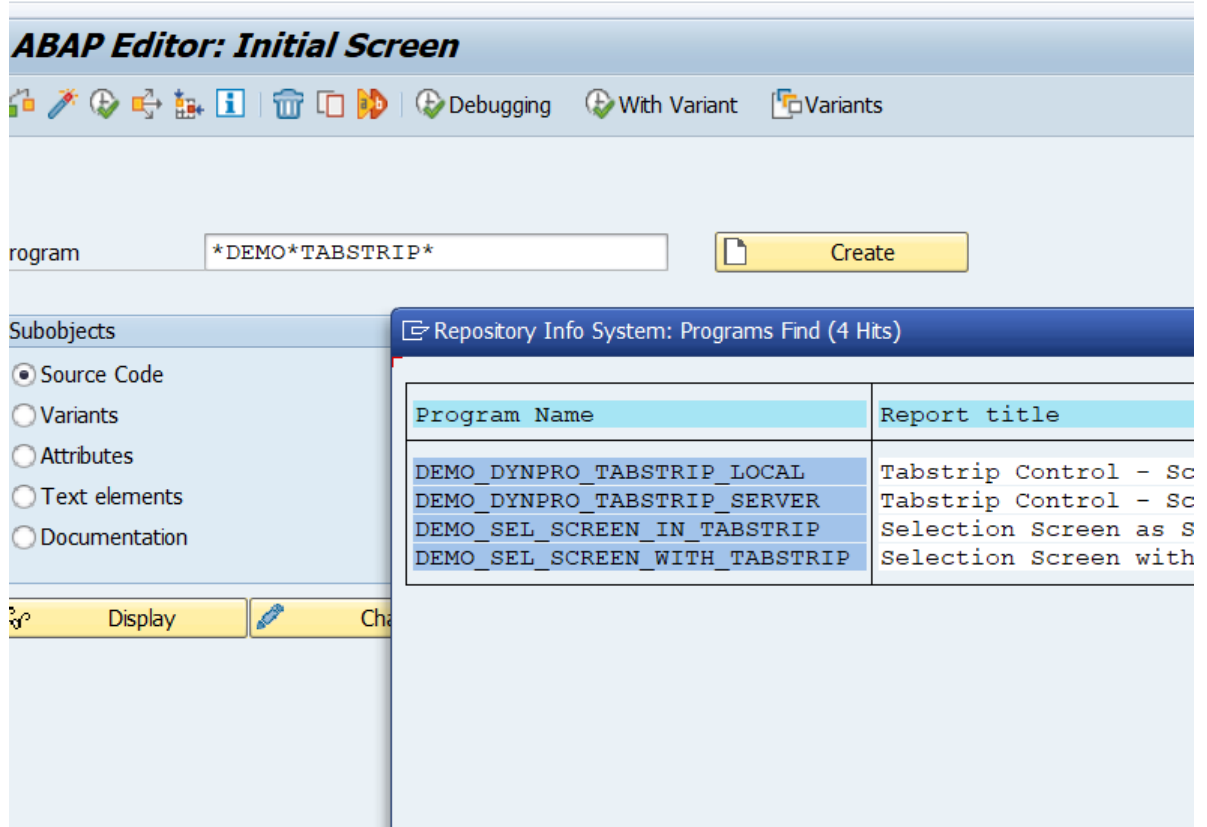 ABAP Editor: Initial Screen
Debugging With Variant Variants
rogram *DEMO*TABSTRIP* Create
Subobjects
Source Code
Variants
Attributes
Text elements
Documentation
Display Cha
Repository Info System: Programs Find (4 Hits)
Program Name Report title
DEMO_DYNPRO_TABSTRIP_LOCAL Tabstrip Control - Sc
DEMO_DYNPRO_TABSTRIP_SERVER Tabstrip Control - Sc
DEMO_SEL_SCREEN_IN_TABSTRIP Selection Screen as S
DEMO_SEL_SCREEN_WITH_TABSTRIP Selection Screen with